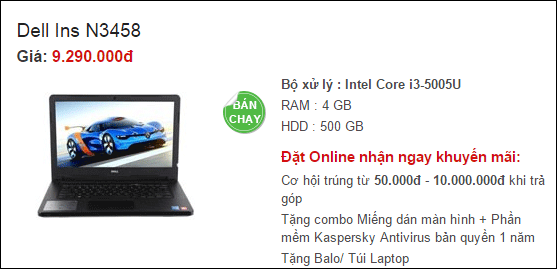 Dell Ins N3458
Giá: 9.290.000đ
BÁN
CHẠY
DELL
Bộ xử lý : Intel Core i3-5005U
RAM : 4 GB
HDD : 500 GB
Đặt Online nhận ngay khuyến mãi:
Cơ hội trúng từ 50.000đ - 10.000.000đ khi trả
góp
Tặng combo Miếng dán màn hình + Phần
mềm Kaspersky Antivirus bản quyền 1 năm
Tặng Balo/ Túi Laptop